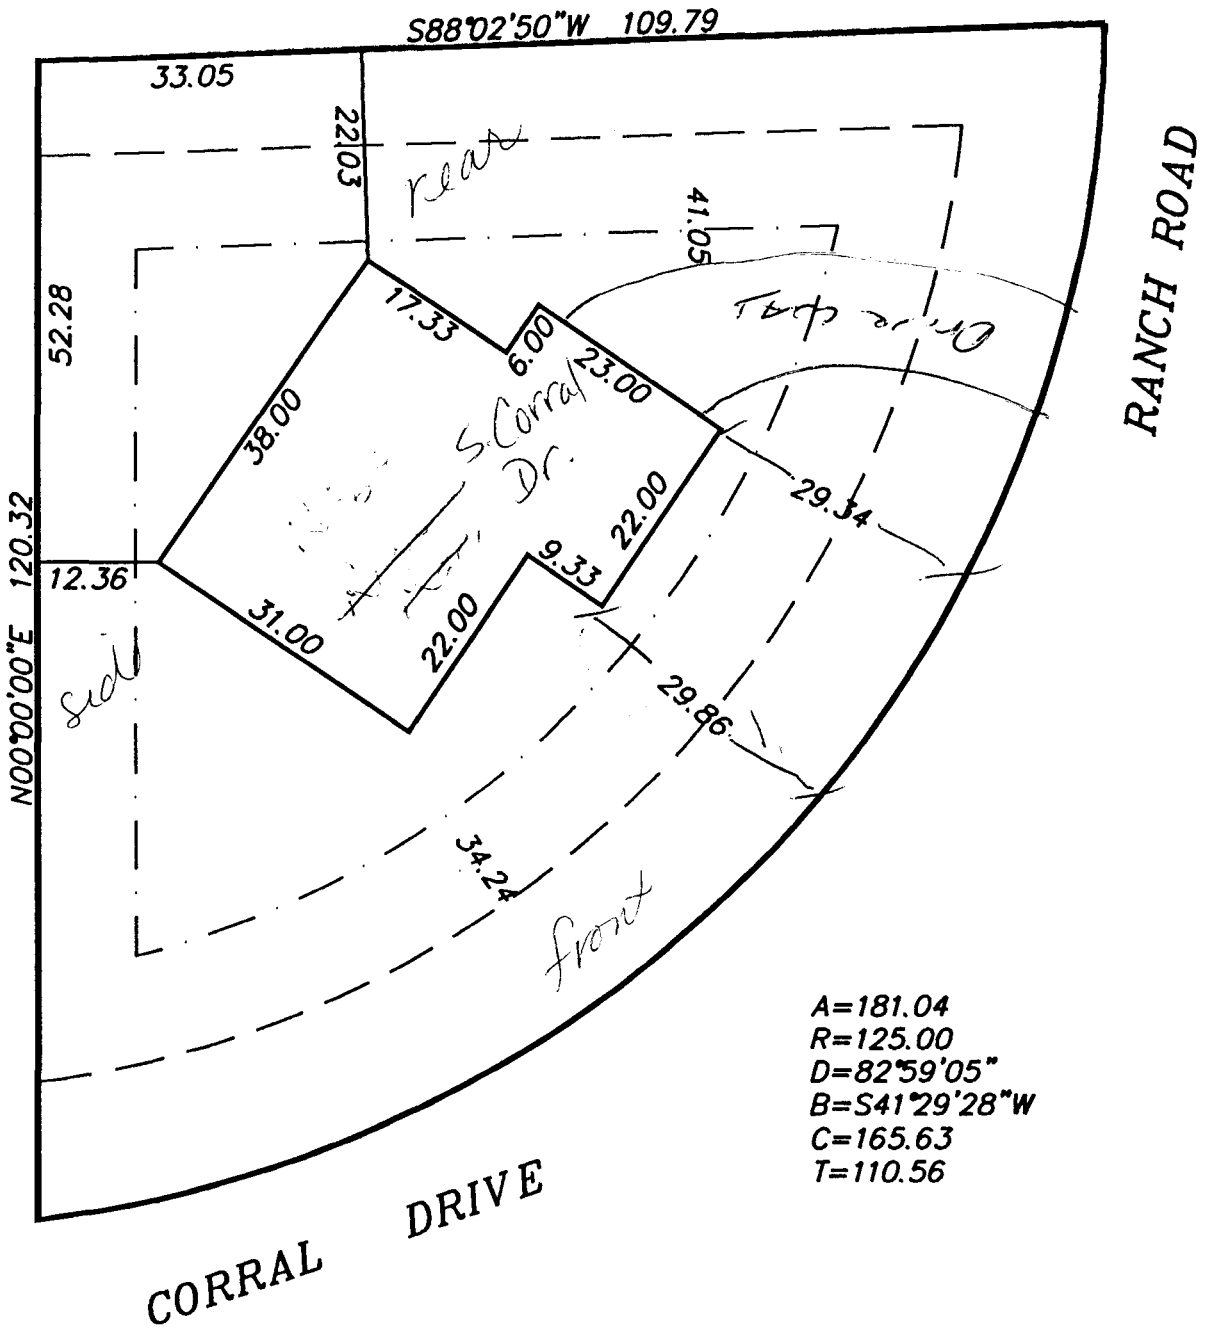 S88°02'50"W 109.79
33.05
22.03
rear
41.05
RANCH ROAD
52.28
17.33
6.00
23.00
38.00
S. Corral
Dr.
29.34
N00°00'00"E 120.32
12.36
9.33
22.00
31.00
22.00
side
29.86
34.24
front
A=181.04
R=125.00
D=82°59'05"
B=S41°29'28"W
C=165.63
T=110.56
CORRAL DRIVE